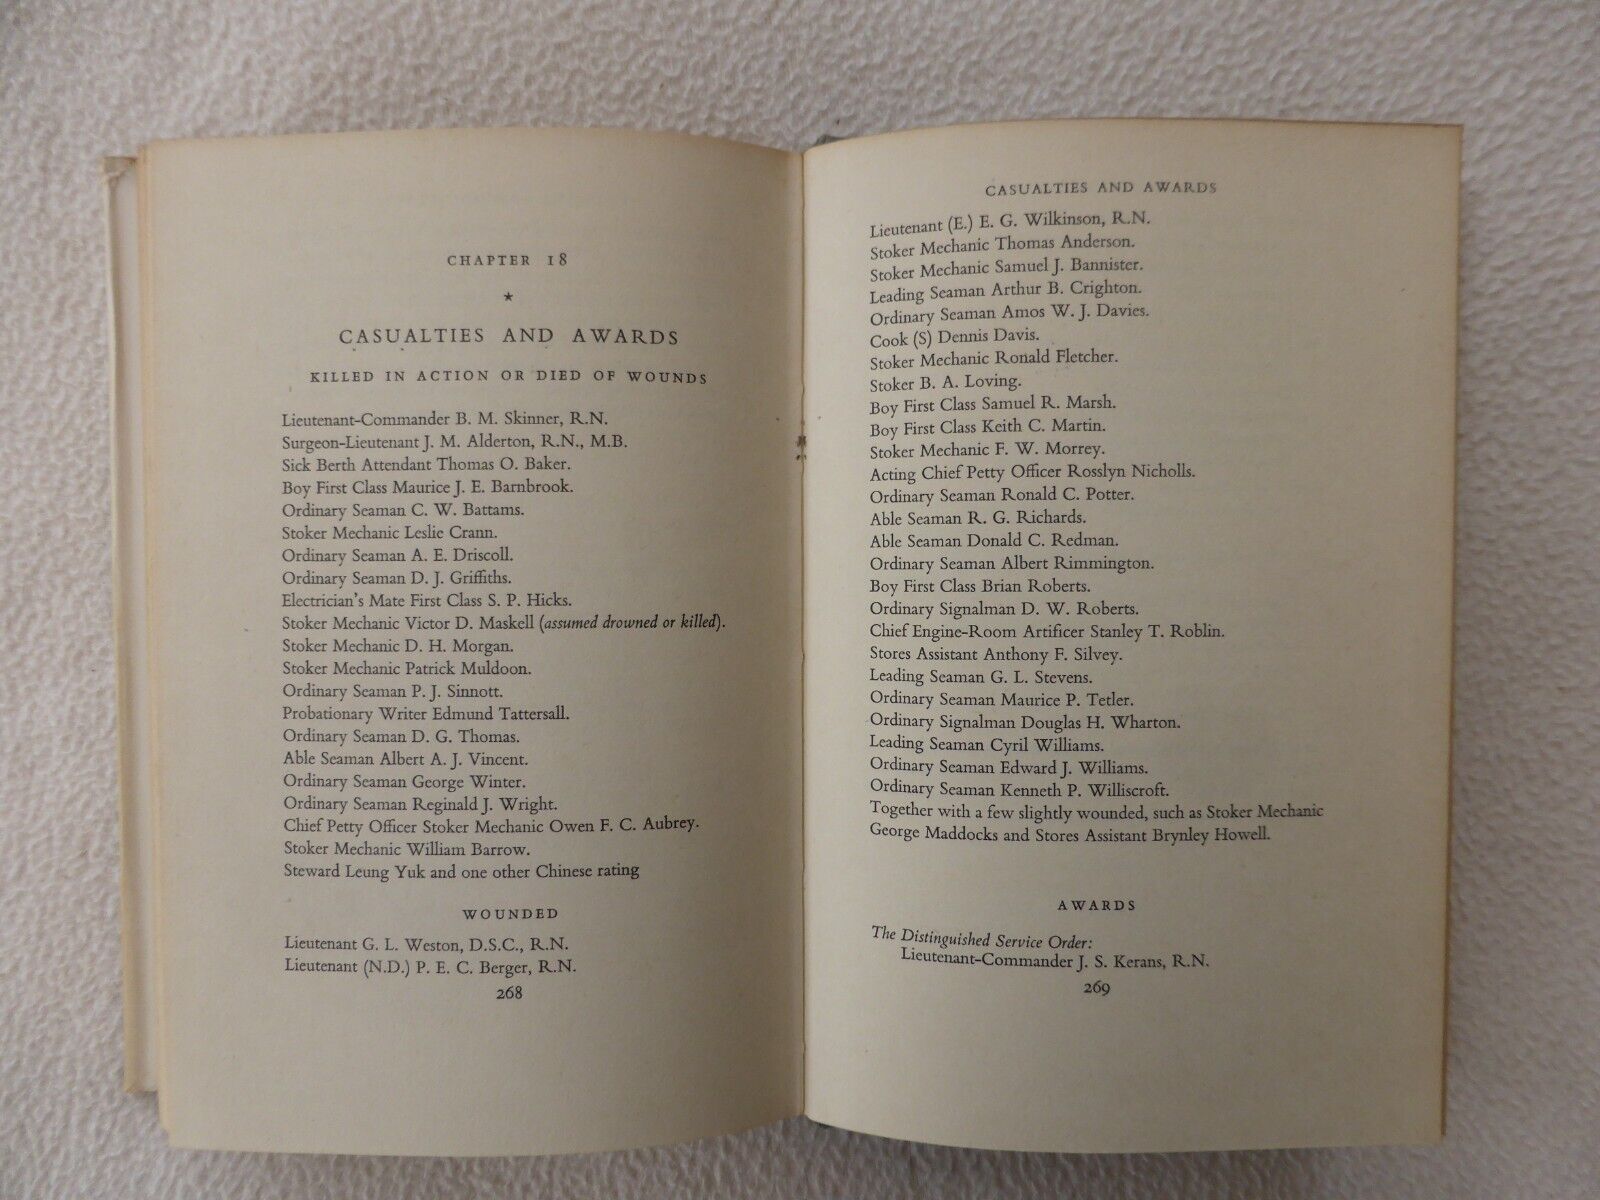 CHAPTER 18
★
CASUALTIES AND AWARDS
KILLED IN ACTION OR DIED OF WOUNDS
Lieutenant-Commander B. M. Skinner, R.N.
Surgeon-Lieutenant J. M. Alderton, R.N., M.B.
Sick Berth Attendant Thomas O. Baker.
Boy First Class Maurice J. E. Barnbrook.
Ordinary Seaman C. W. Battams.
Stoker Mechanic Leslie Crann.
Ordinary Seaman A. E. Driscoll.
Ordinary Seaman D. J. Griffiths.
Electrician's Mate First Class S. P. Hicks.
Stoker Mechanic Victor D. Maskell (assumed drowned or killed).
Stoker Mechanic D. H. Morgan.
Stoker Mechanic Patrick Muldoon.
Ordinary Seaman P. J. Sinnott.
Probationary Writer Edmund Tattersall.
Ordinary Seaman D. G. Thomas.
Able Seaman Albert A. J. Vincent.
Ordinary Seaman George Winter.
Ordinary Seaman Reginald J. Wright.
Chief Petty Officer Stoker Mechanic Owen F. C. Aubrey.
Stoker Mechanic William Barrow.
Steward Leung Yuk and one other Chinese rating
WOUNDED
Lieutenant G. L. Weston, D.S.C., R.N.
Lieutenant (N.D.) P. E. C. Berger, R.N.
268
CASUALTIES AND AWARDS
Lieutenant (E.) E. G. Wilkinson, R.N.
Stoker Mechanic Thomas Anderson.
Stoker Mechanic Samuel J. Bannister.
Leading Seaman Arthur B. Crighton.
Ordinary Seaman Amos W. J. Davies.
Cook (S) Dennis Davis.
Stoker Mechanic Ronald Fletcher.
Stoker B. A. Loving.
Boy First Class Samuel R. Marsh.
Boy First Class Keith C. Martin.
Stoker Mechanic F. W. Morrey.
Acting Chief Petty Officer Rosslyn Nicholls.
Ordinary Seaman Ronald C. Potter.
Able Seaman R. G. Richards.
Able Seaman Donald C. Redman.
Ordinary Seaman Albert Rimmington.
Boy First Class Brian Roberts.
Ordinary Signalman D. W. Roberts.
Chief Engine-Room Artificer Stanley T. Roblin.
Stores Assistant Anthony F. Silvey.
Leading Seaman G. L. Stevens.
Ordinary Seaman Maurice P. Tetler.
Ordinary Signalman Douglas H. Wharton.
Leading Seaman Cyril Williams.
Ordinary Seaman Edward J. Williams.
Ordinary Seaman Kenneth P. Williscroft.
Together with a few slightly wounded, such as Stoker Mechanic
George Maddocks and Stores Assistant Brynley Howell.
AWARDS
The Distinguished Service Order:
Lieutenant-Commander J. S. Kerans, R.N.
269